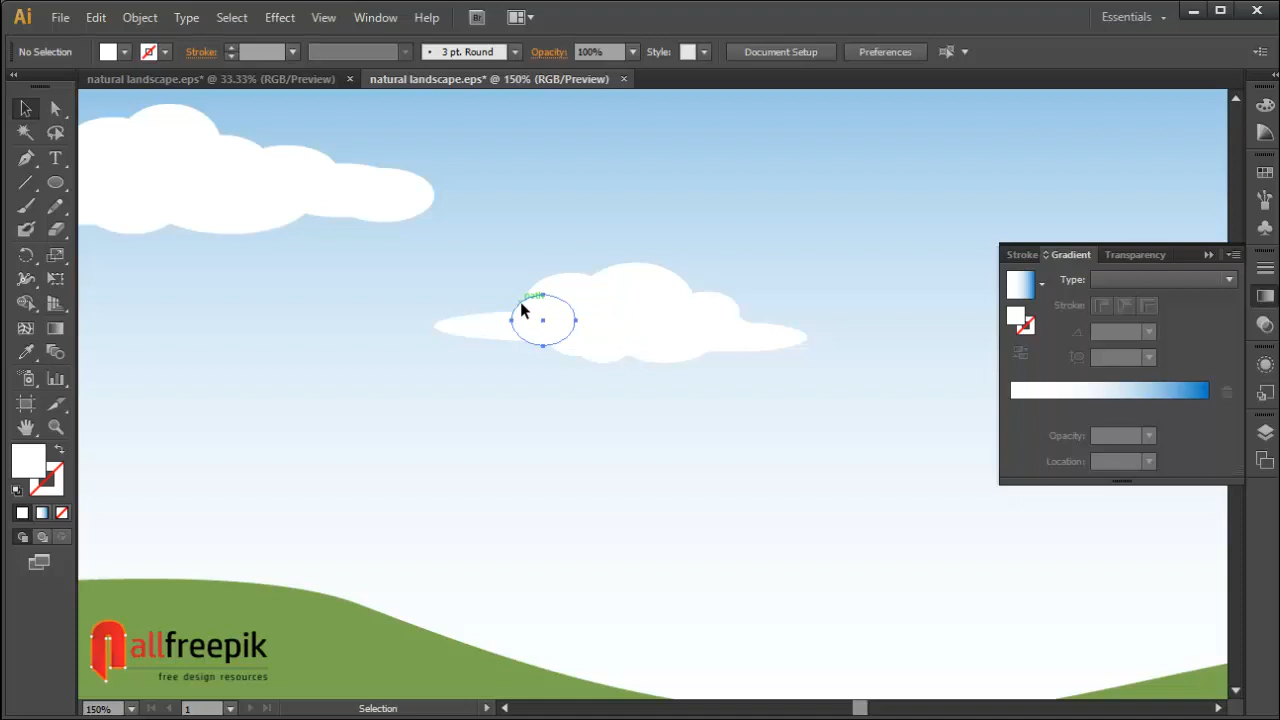 Ai File Edit Object Type Select Effect View Window Help Br Essentials
No Selection Stroke: 3 pt. Round Opacity: 100% Style: Document Setup Preferences
natural landscape.eps* @ 33.33% (RGB/Preview) × natural landscape.eps* @ 150% (RGB/Preview) ×
path
Stroke Gradient Transparency
Type:
Stroke:
Opacity:
Location:
T
allfreepik
free design resources
150% 1 Selection